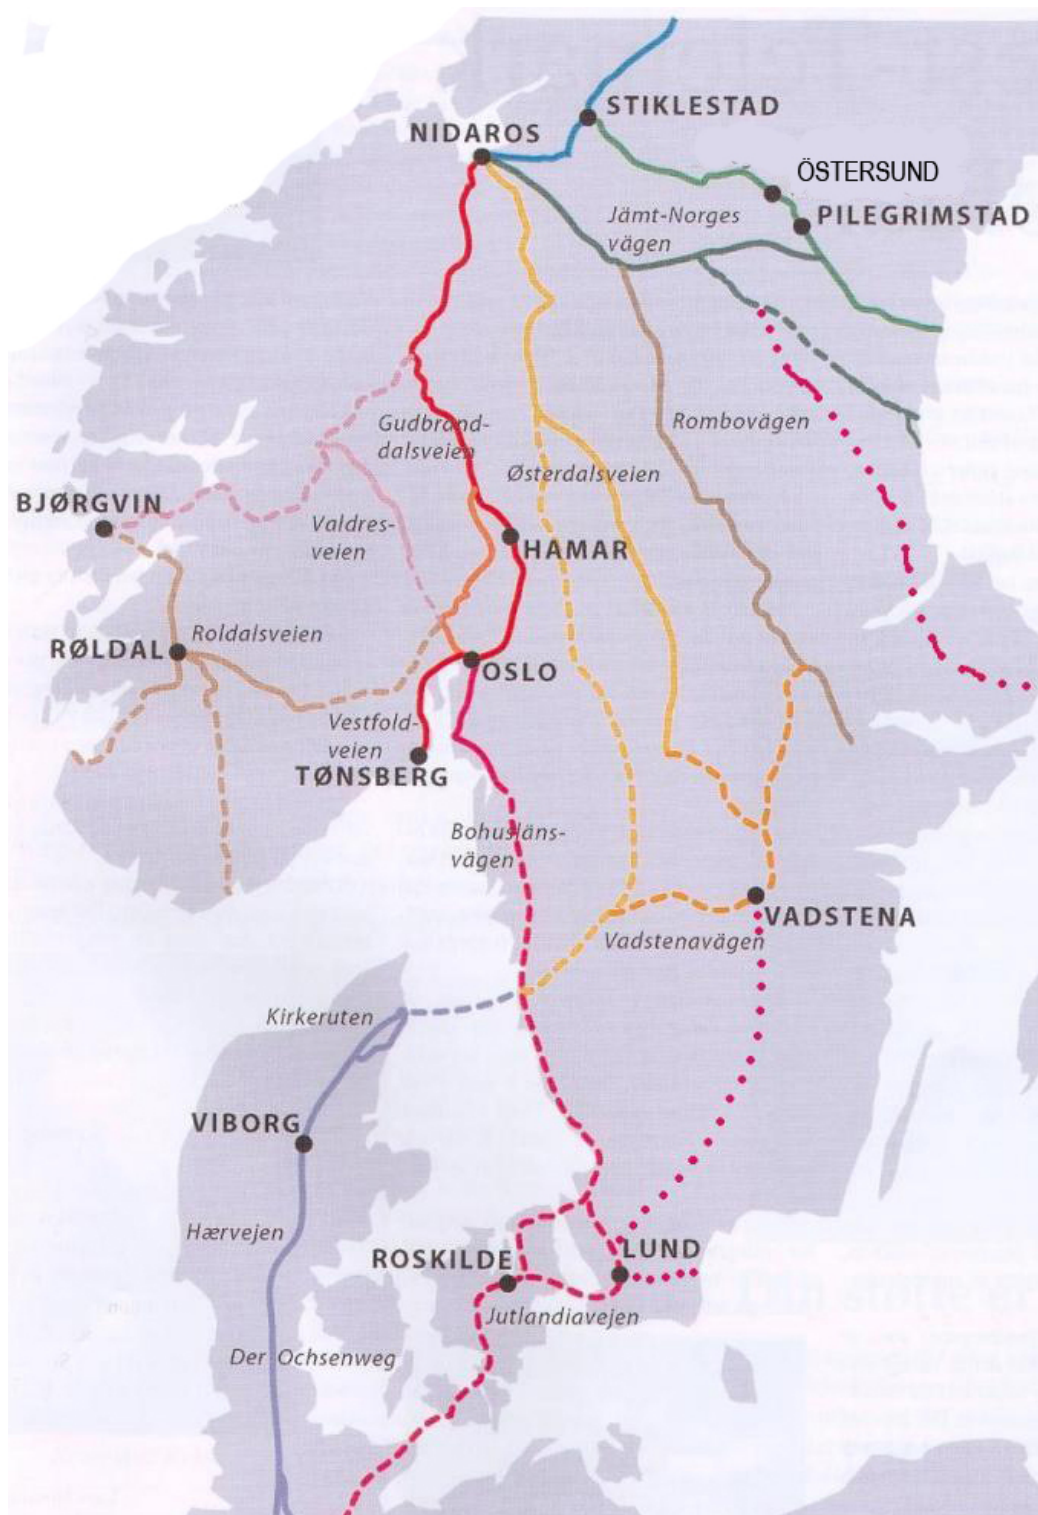 STIKLESTAD
NIDAROS
ÖSTERSUND
PILEGRIMSTAD
Jämt-Norges
vägen
Gudbrand-
dalsveien
Rombovägen
Østerdalsveien
BJØRGVIN
Valdres-
veien
HAMAR
Roldalsveien
RØLDAL
OSLO
Vestfold-
veien
TØNSBERG
Bohusläns-
vägen
VADSTENA
Vadstenavägen
Kirkeruten
VIBORG
Hærvejen
LUND
ROSKILDE
Jutlandiavejen
Der Ochsenweg